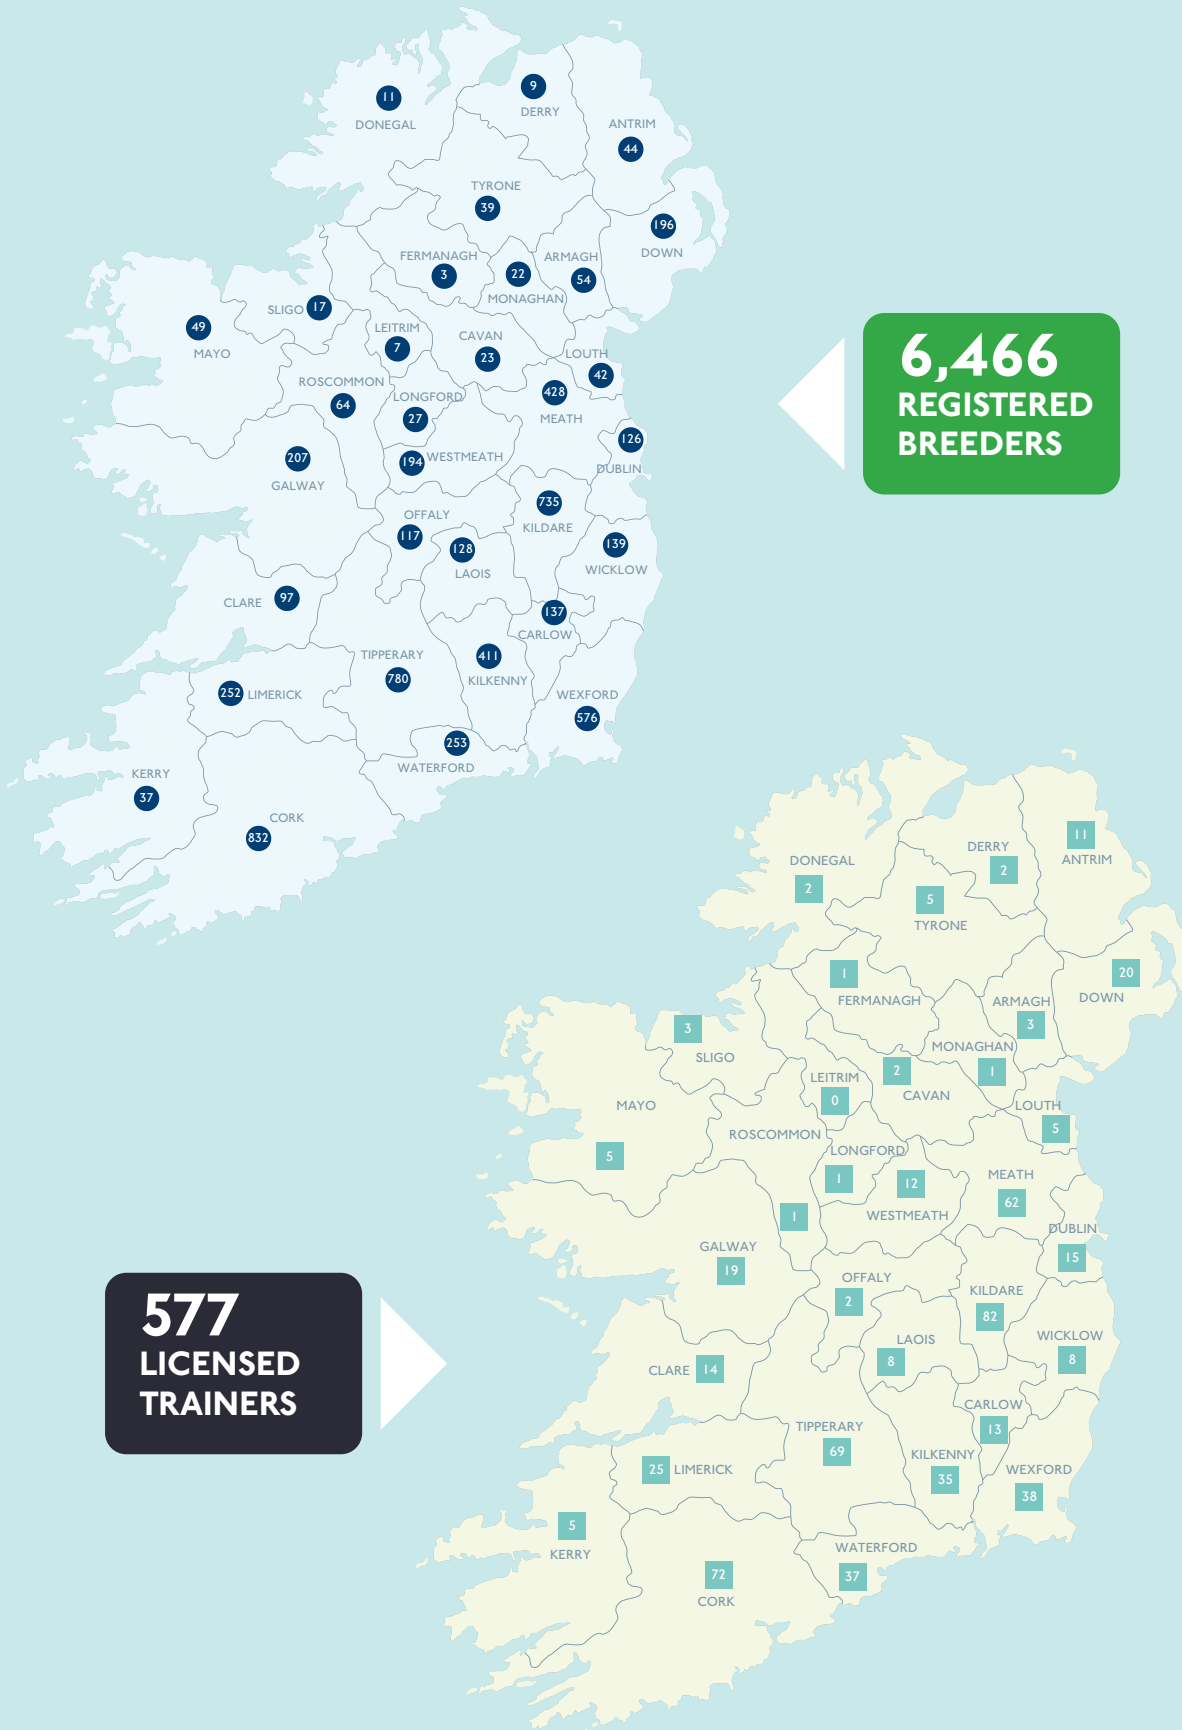 11
DONEGAL
9
DERRY
ANTRIM
44
TYRONE
39
196
DOWN
FERMANAGH
3
22
MONAGHAN
ARMAGH
54
SLIGO 17
49
MAYO
LEITRIM
7
CAVAN
23
LOUTH
42
ROSCOMMON
64
LONGFORD
27
428
MEATH
126
DUBLIN
207
GALWAY
194 WESTMEATH
735
KILDARE
OFFALY
117
128
LAOIS
139
WICKLOW
CLARE 97
137
CARLOW
TIPPERARY
780
411
KILKENNY
252 LIMERICK
WEXFORD
576
253
WATERFORD
KERRY
37
CORK
832
6,466
REGISTERED
BREEDERS
DONEGAL
2
DERRY
2
11
ANTRIM
5
TYRONE
20
DOWN
1
FERMANAGH
ARMAGH
3
3
SLIGO
MONAGHAN
1
2
CAVAN
LEITRIM
0
MAYO
5
LOUTH
5
ROSCOMMON
1
LONGFORD
1
12
WESTMEATH
MEATH
62
DUBLIN
15
GALWAY
19
OFFALY
2
KILDARE
82
LAOIS
8
WICKLOW
8
CLARE 14
CARLOW
13
TIPPERARY
69
KILKENNY
35
25 LIMERICK
WEXFORD
38
5
KERRY
WATERFORD
37
72
CORK
577
LICENSED
TRAINERS